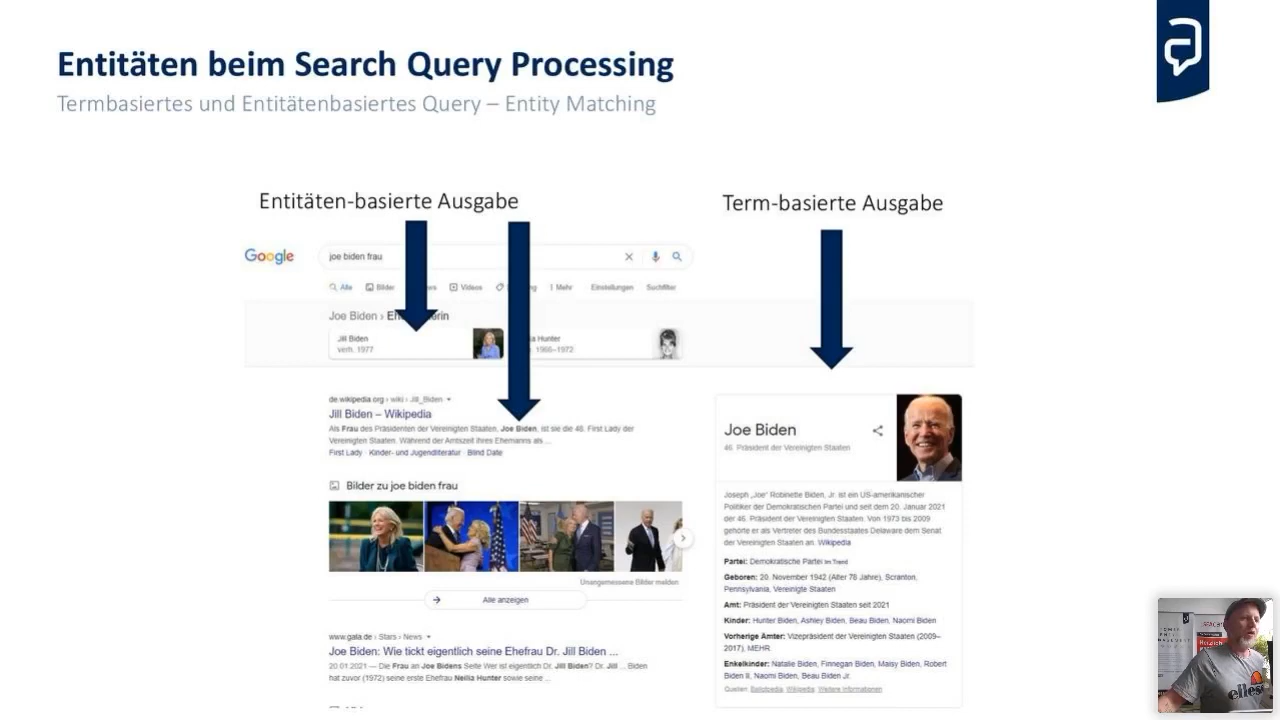 Entitäten beim Search Query Processing
Termbasiertes und Entitätenbasiertes Query – Entity Matching
Entitäten-basierte Ausgabe
Term-basierte Ausgabe
Google
joe biden frau
Alle Bilder Videos Mehr Einstellungen Suchfilter
Joe Biden ›
Jill Biden
verh. 1977
Hunter
1966–1972
de.wikipedia.org › wiki › Jill_Biden
Jill Biden – Wikipedia
Als Frau des Präsidenten der Vereinigten Staaten, Joe Biden, ist sie die 46. First Lady der
Vereinigten Staaten. Während der Amtszeit ihres Ehemanns als ...
First Lady · Kinder- und Jugendliteratur · Blind Date
Bilder zu joe biden frau
Unangemessene Bilder melden
Alle anzeigen
www.gala.de › Stars › News
Joe Biden: Wie tickt eigentlich seine Ehefrau Dr. Jill Biden ...
20.01.2021 — Die Frau an Joe Bidens Seite Wer ist eigentlich Dr. Jill Biden? Dr. Jill ... Biden
hat zuvor (1972) seine erste Ehefrau Neilia Hunter sowie seine ...
Joe Biden
46. Präsident der Vereinigten Staaten
Joseph „Joe“ Robinette Biden, Jr. ist ein US-amerikanischer
Politiker der Demokratischen Partei und seit dem 20. Januar 2021
der 46. Präsident der Vereinigten Staaten. Von 1973 bis 2009
gehörte er als Vertreter des Bundesstaates Delaware dem Senat
der Vereinigten Staaten an. Wikipedia
Partei: Demokratische Partei Im Trend
Geboren: 20. November 1942 (Alter 78 Jahre), Scranton,
Pennsylvania, Vereinigte Staaten
Amt: Präsident der Vereinigten Staaten seit 2021
Kinder: Hunter Biden, Ashley Biden, Beau Biden, Naomi Biden
Vorherige Ämter: Vizepräsident der Vereinigten Staaten (2009–
2017), MEHR
Enkelkinder: Natalie Biden, Finnegan Biden, Maisy Biden, Robert
Biden II, Naomi Biden, Beau Biden Jr.
Quellen: Wikipedia Weitere Informationen
ellesse